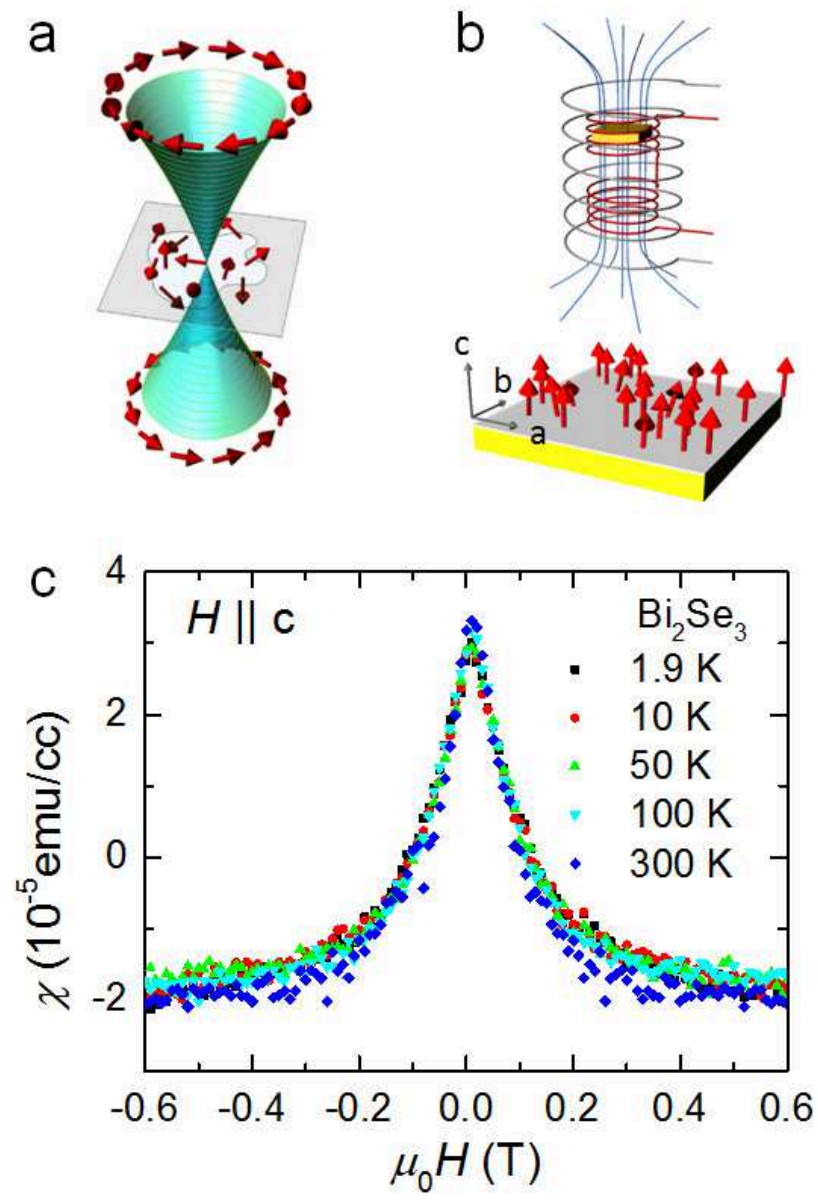 a
b
c
b
a
c
H || c
Bi₂Se₃
1.9 K
10 K
50 K
100 K
300 K
4
2
0
-2
χ (10⁻⁵emu/cc)
-0.6 -0.4 -0.2 0.0 0.2 0.4 0.6
μ₀H (T)